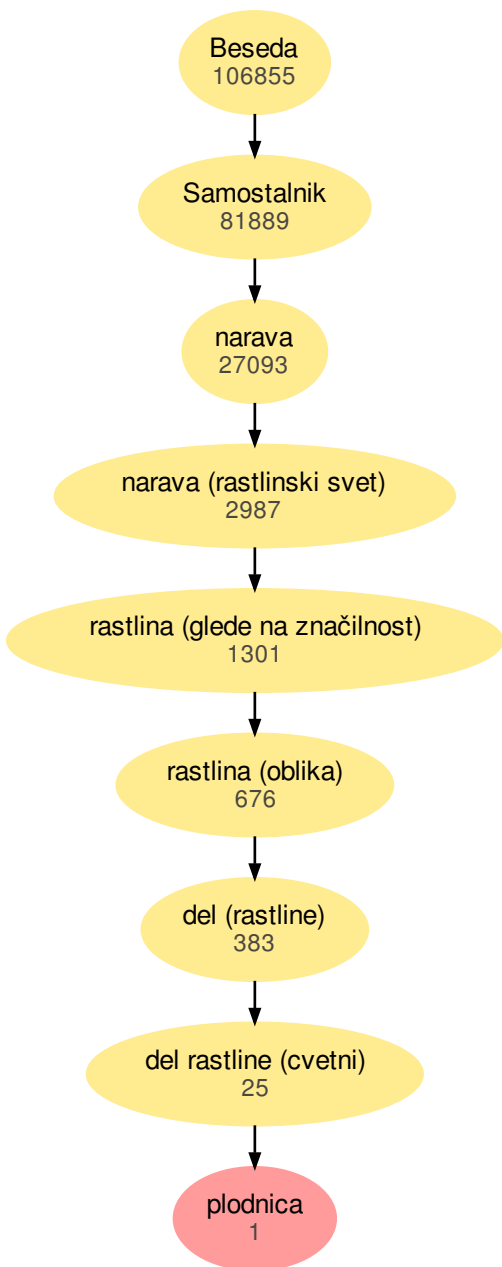 Beseda
106855
Samostalnik
81889
narava
27093
narava (rastlinski svet)
2987
rastlina (glede na značilnost)
1301
rastlina (oblika)
676
del (rastline)
383
del rastline (cvetni)
25
plodnica
1